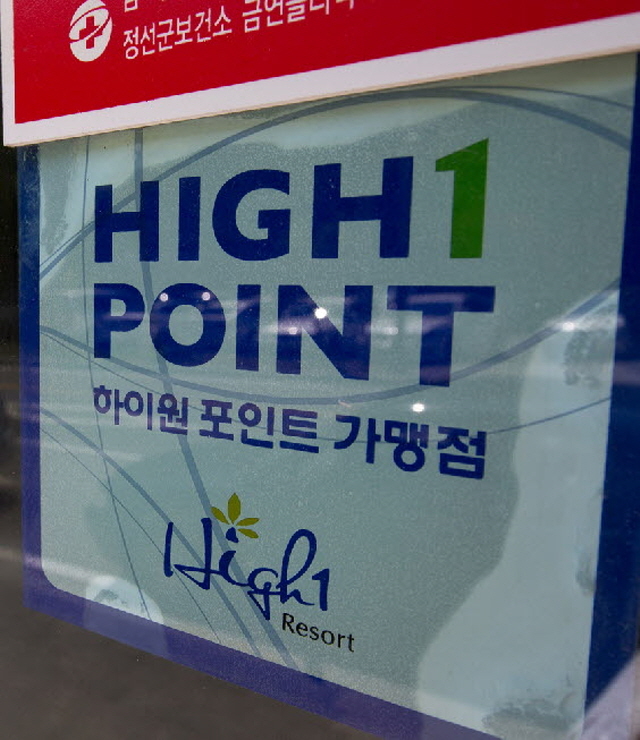 정선군보건소 금연클리닉
HIGH1
POINT
하이원 포인트 가맹점
High1
Resort